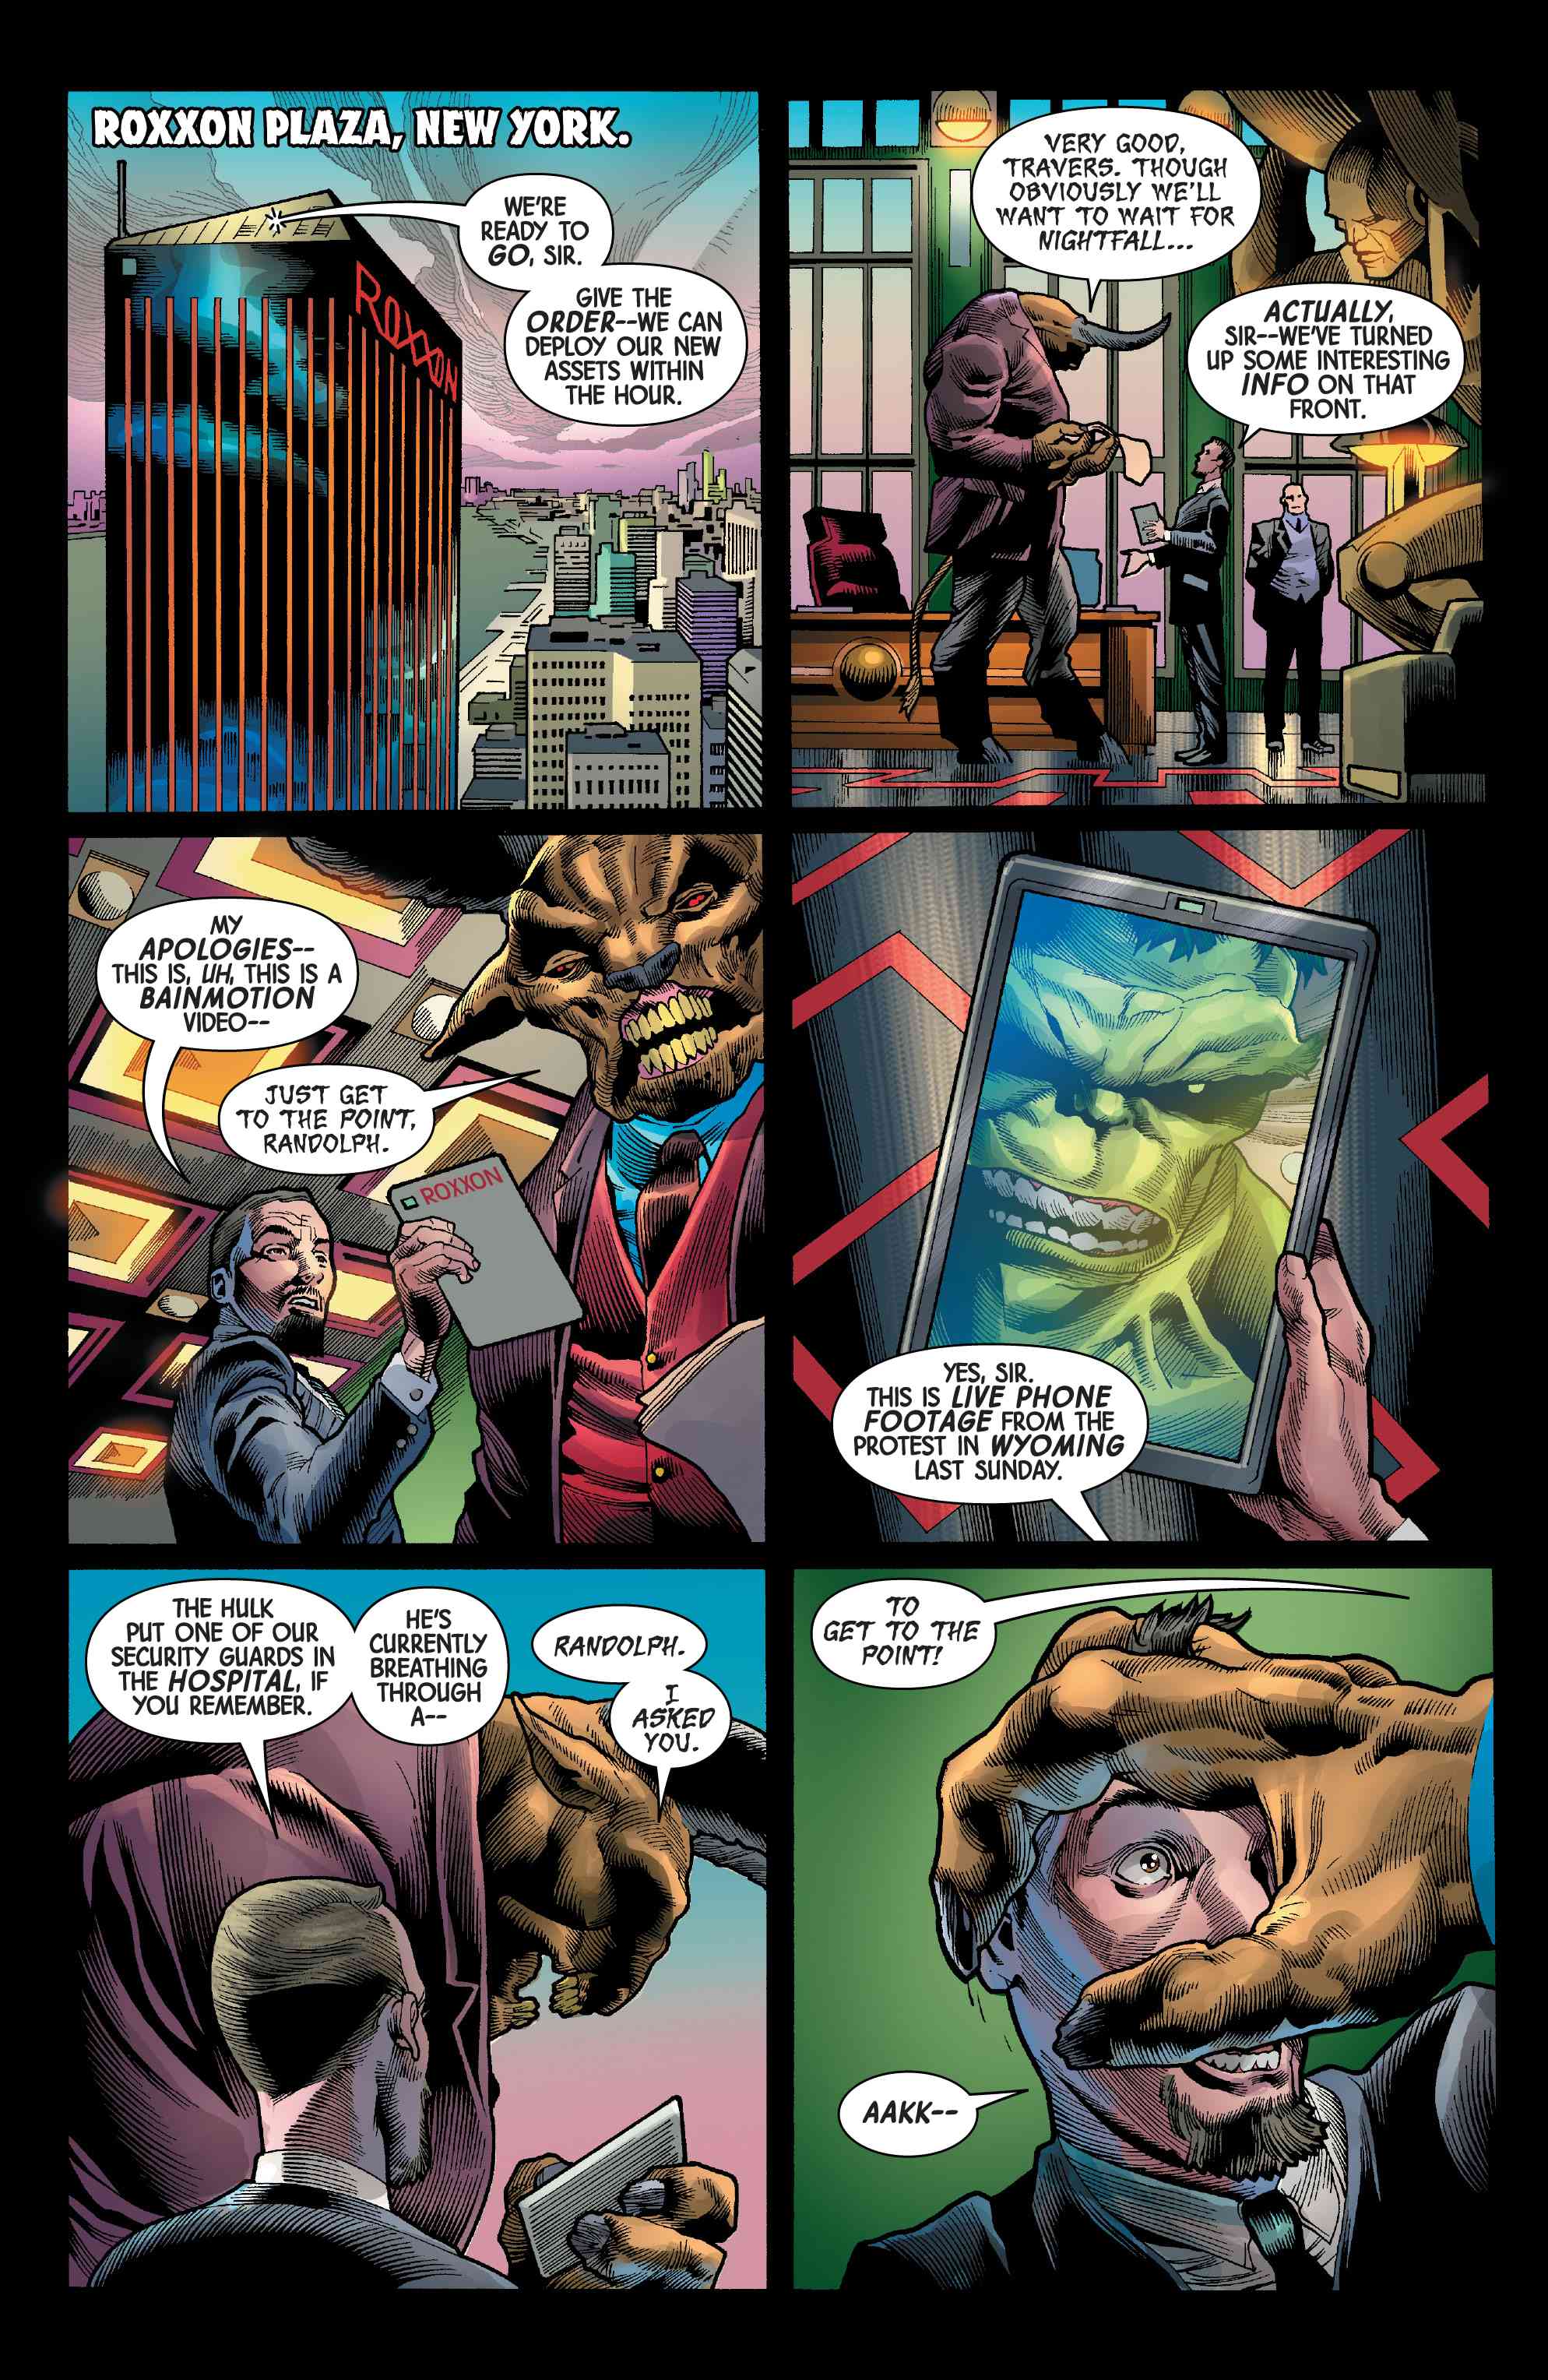 ROXXON PLAZA, NEW YORK.
WE'RE
READY TO
GO, SIR.
GIVE THE
ORDER--WE CAN
DEPLOY OUR NEW
ASSETS WITHIN
THE HOUR.
ROXXON
VERY GOOD,
TRAVERS. THOUGH
OBVIOUSLY WE'LL
WANT TO WAIT FOR
NIGHTFALL...
ACTUALLY,
SIR--WE'VE TURNED
UP SOME INTERESTING
INFO ON THAT
FRONT.
MY
APOLOGIES--
THIS IS, UH, THIS IS A
BAINMOTION
VIDEO--
JUST GET
TO THE POINT,
RANDOLPH.
ROXXON
YES, SIR.
THIS IS LIVE PHONE
FOOTAGE FROM THE
PROTEST IN WYOMING
LAST SUNDAY.
THE HULK
PUT ONE OF OUR
SECURITY GUARDS IN
THE HOSPITAL, IF
YOU REMEMBER.
HE'S
CURRENTLY
BREATHING
THROUGH
A--
RANDOLPH.
I
ASKED
YOU.
TO
GET TO THE
POINT!
AAKK--